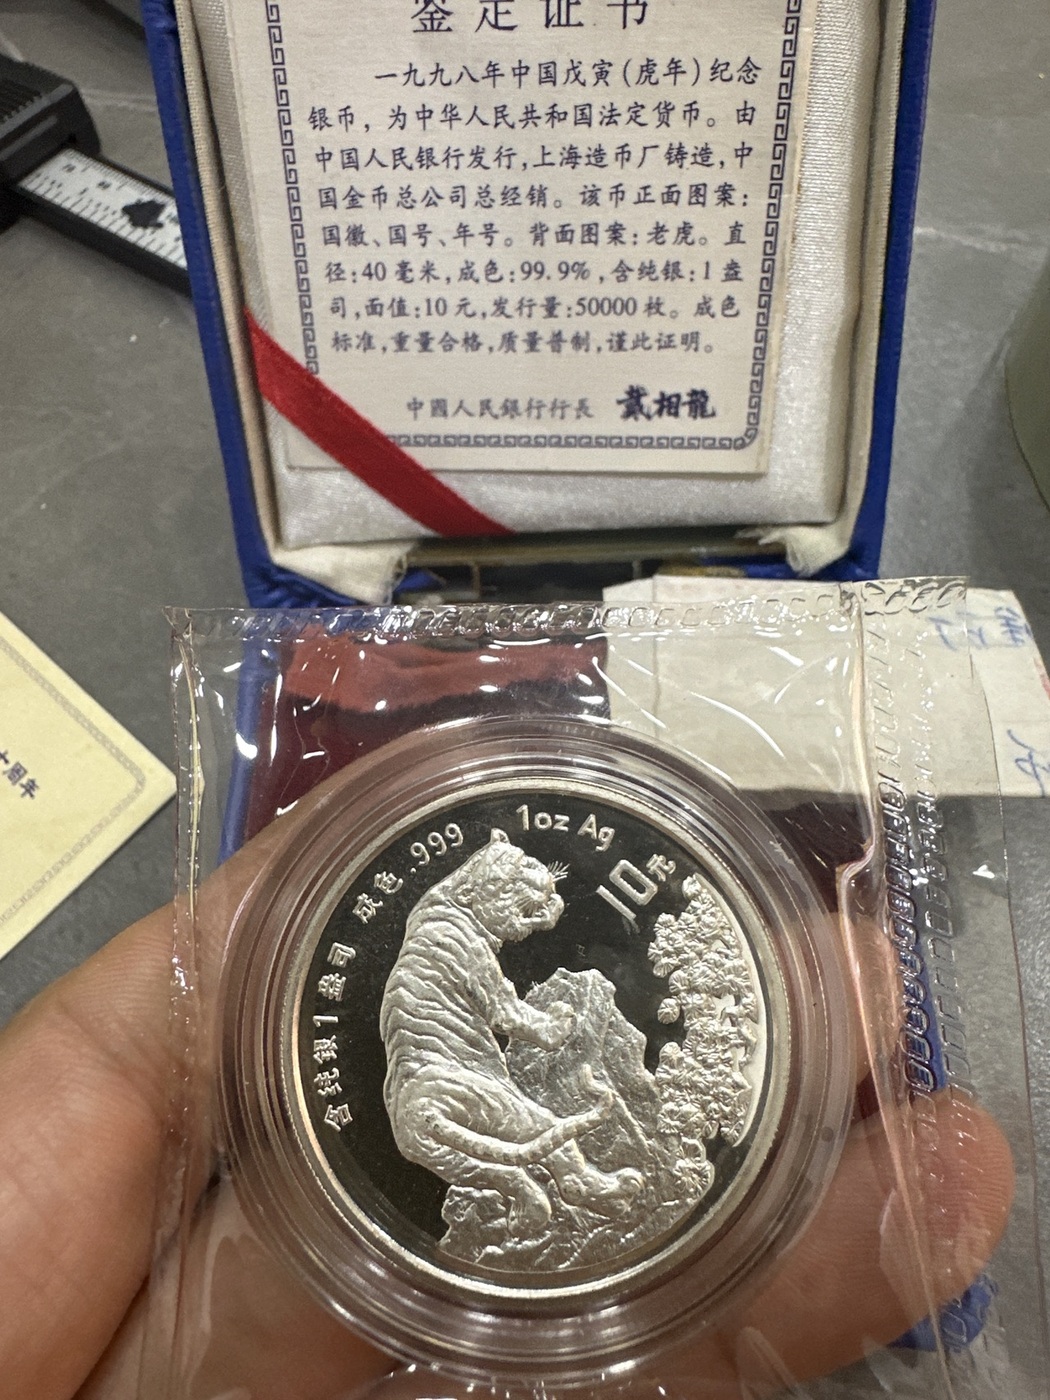 鉴定证书
一九九八年中国戊寅(虎年)纪念
银币，为中华人民共和国法定货币。由
中国人民银行发行,上海造币厂铸造,中
国金币总公司总经销。该币正面图案:
国徽、国号、年号。背面图案:老虎。直
径:40毫米,成色:99.9%,含纯银:1盎
司,面值:10元,发行量:50000枚。成色
标准,重量合格,质量普制,谨此证明。
中國人民銀行行長 戴相龍
十周年
含纯银1盎司 成色.999 1oz Ag
10元